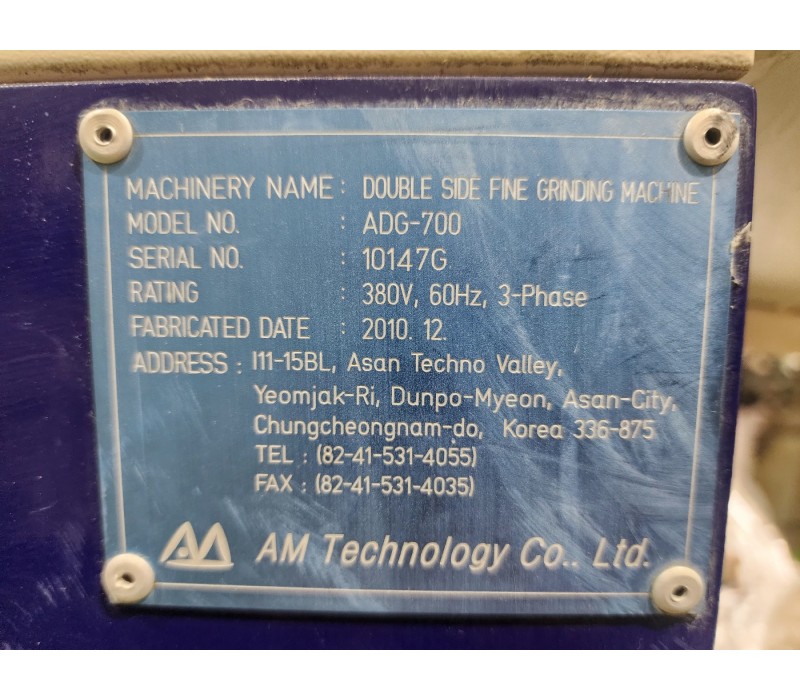 MACHINERY NAME : DOUBLE SIDE FINE GRINDING MACHINE
MODEL NO. : ADG-700
SERIAL NO. : 10147G
RATING : 380V, 60Hz, 3-Phase
FABRICATED DATE : 2010. 12.
ADDRESS : I11-15BL, Asan Techno Valley,
Yeomjak-Ri, Dunpo-Myeon, Asan-City,
Chungcheongnam-do, Korea 336-875
TEL : (82-41-531-4055)
FAX : (82-41-531-4035)
AM Technology Co., Ltd.